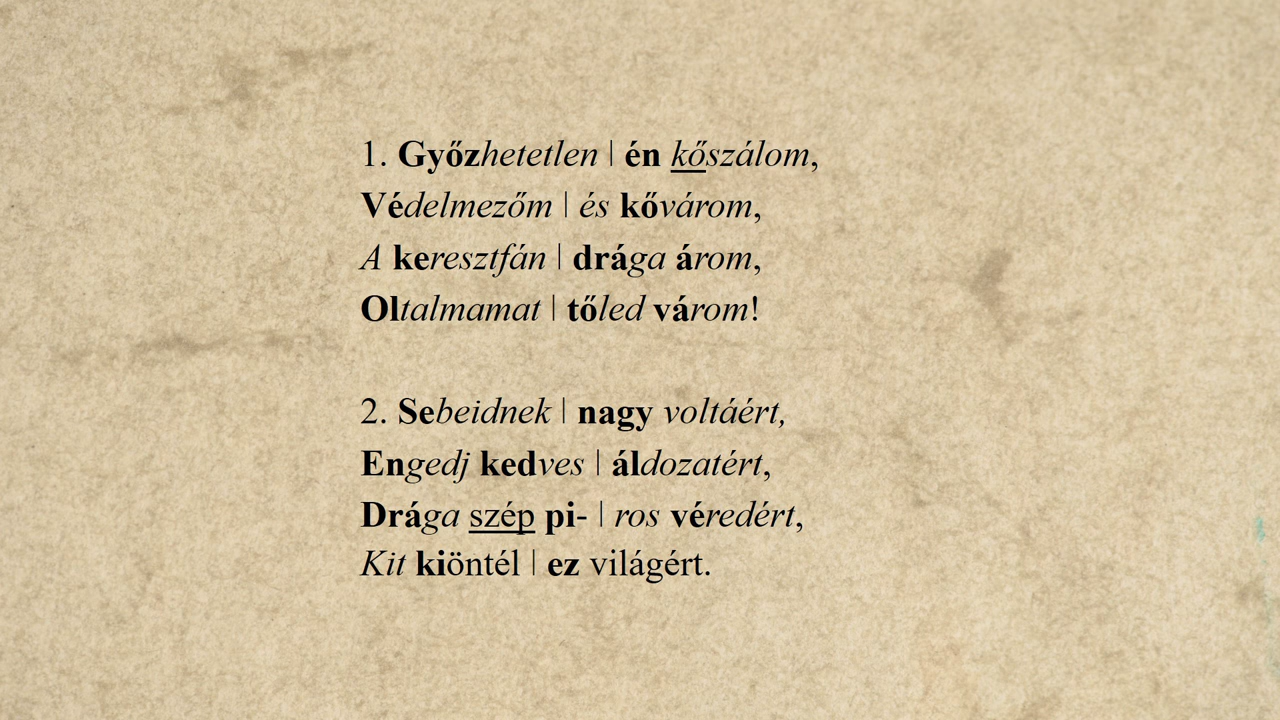 1. Győzhetetlen | én kőszálom,
Védelmezőm | és kővárom,
A keresztfán | drága árom,
Oltalmamat | tőled várom!
2. Sebeidnek | nagy voltáért,
Engedj kedves | áldozatért,
Drága szép pi- | ros véredért,
Kit kiöntél | ez világért.